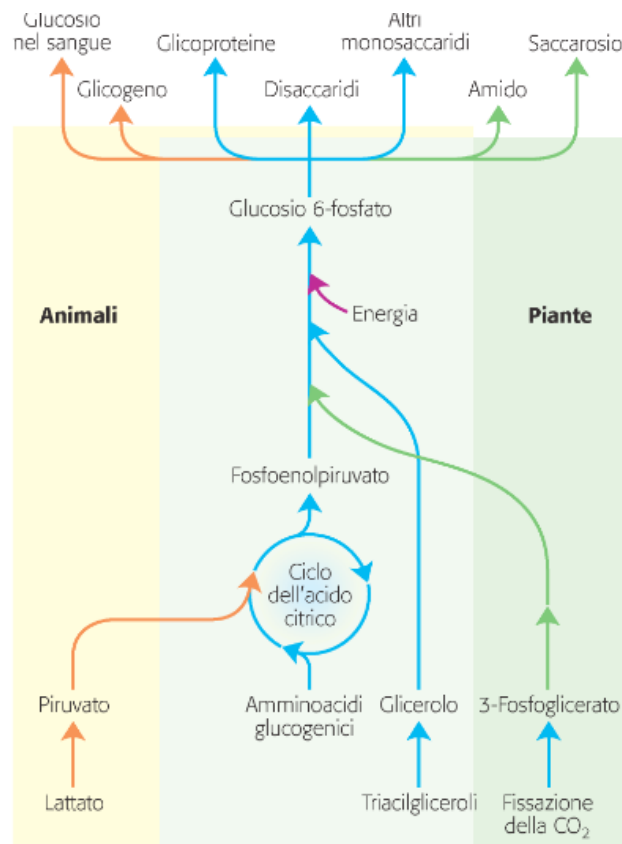 Glucosio
nel sangue
Glicoproteine
Altri
monosaccaridi
Saccarosio
Glicogeno
Disaccaridi
Amido
Glucosio 6-fosfato
Animali
Energia
Piante
Fosfoenolpiruvato
Ciclo
dell'acido
citrico
Piruvato
Amminoacidi
glucogenici
Glicerolo
3-Fosfoglicerato
Lattato
Triacilgliceroli
Fissazione
della CO₂